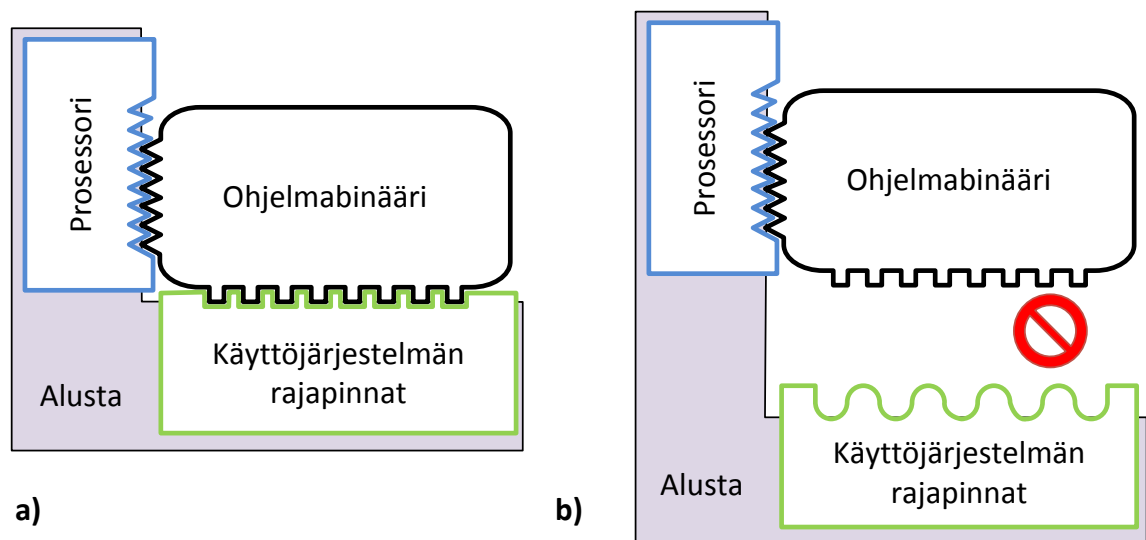 Prosessori
Ohjelmabinääri
Käyttöjärjestelmän
rajapinnat
Alusta
a)
Prosessori
Ohjelmabinääri
Käyttöjärjestelmän
rajapinnat
Alusta
b)